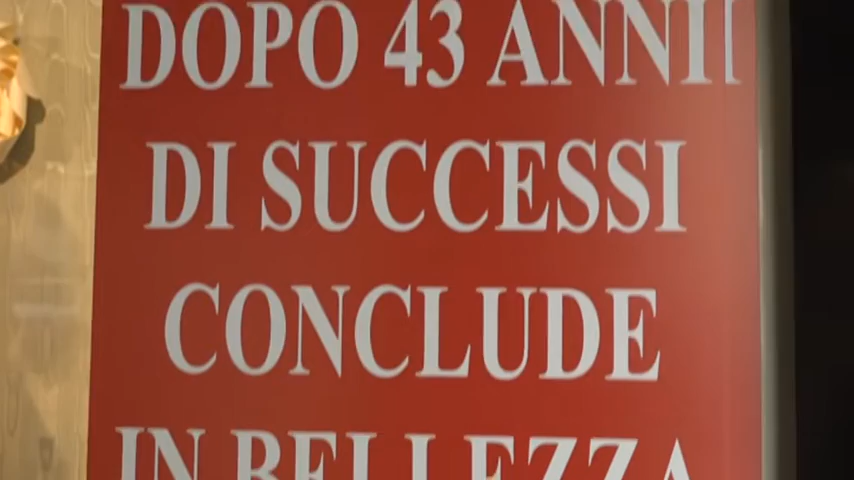 DOPO 43 ANNI
DI SUCCESSI
CONCLUDE
IN BELLEZZA